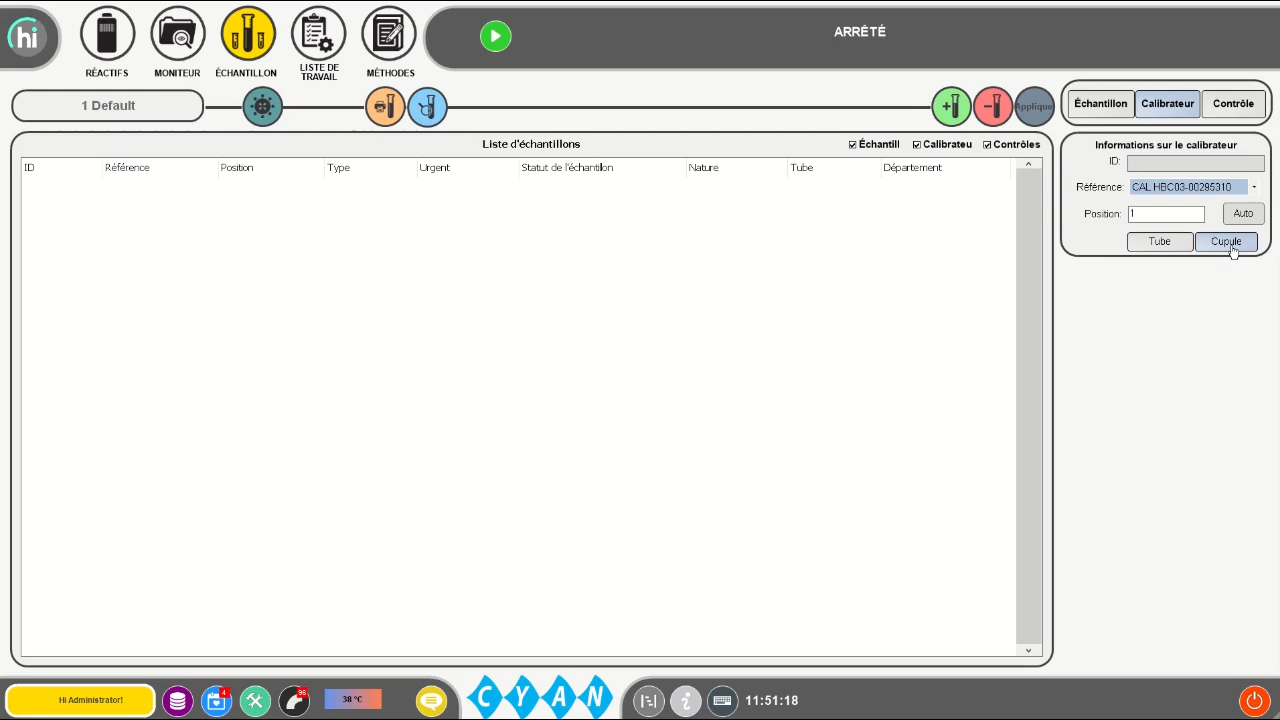 hi
RÉACTIFS
MONITEUR
ÉCHANTILLON
LISTE DE
TRAVAIL
MÉTHODES
ARRÊTÉ
1 Default
Applique
Échantillon
Calibrateur
Contrôle
Liste d'échantillons
Échantill
Calibrateu
Contrôles
ID
Référence
Position
Type
Urgent
Statut de l'échantillon
Nature
Tube
Département
Informations sur le calibrateur
ID:
Référence: CAL HBC03-00295310
Position: 1
Auto
Tube
Cupule
Hi Administrator!
4
96
38 °C
CYAN
i
11:51:18